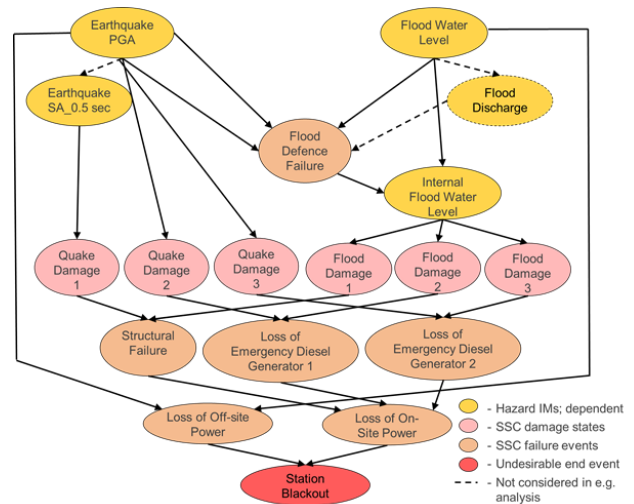 Earthquake
PGA
Flood Water
Level
Earthquake
SA_0.5 sec
Flood
Discharge
Flood
Defence
Failure
Internal
Flood Water
Level
Quake
Damage
1
Quake
Damage
2
Quake
Damage
3
Flood
Damage
1
Flood
Damage
2
Flood
Damage
3
Structural
Failure
Loss of
Emergency Diesel
Generator 1
Loss of
Emergency Diesel
Generator 2
Loss of Off-site
Power
Loss of On-
Site Power
Station
Blackout
- Hazard IMs; dependent
- SSC damage states
- SSC failure events
- Undesirable end event
- Not considered in e.g.
analysis